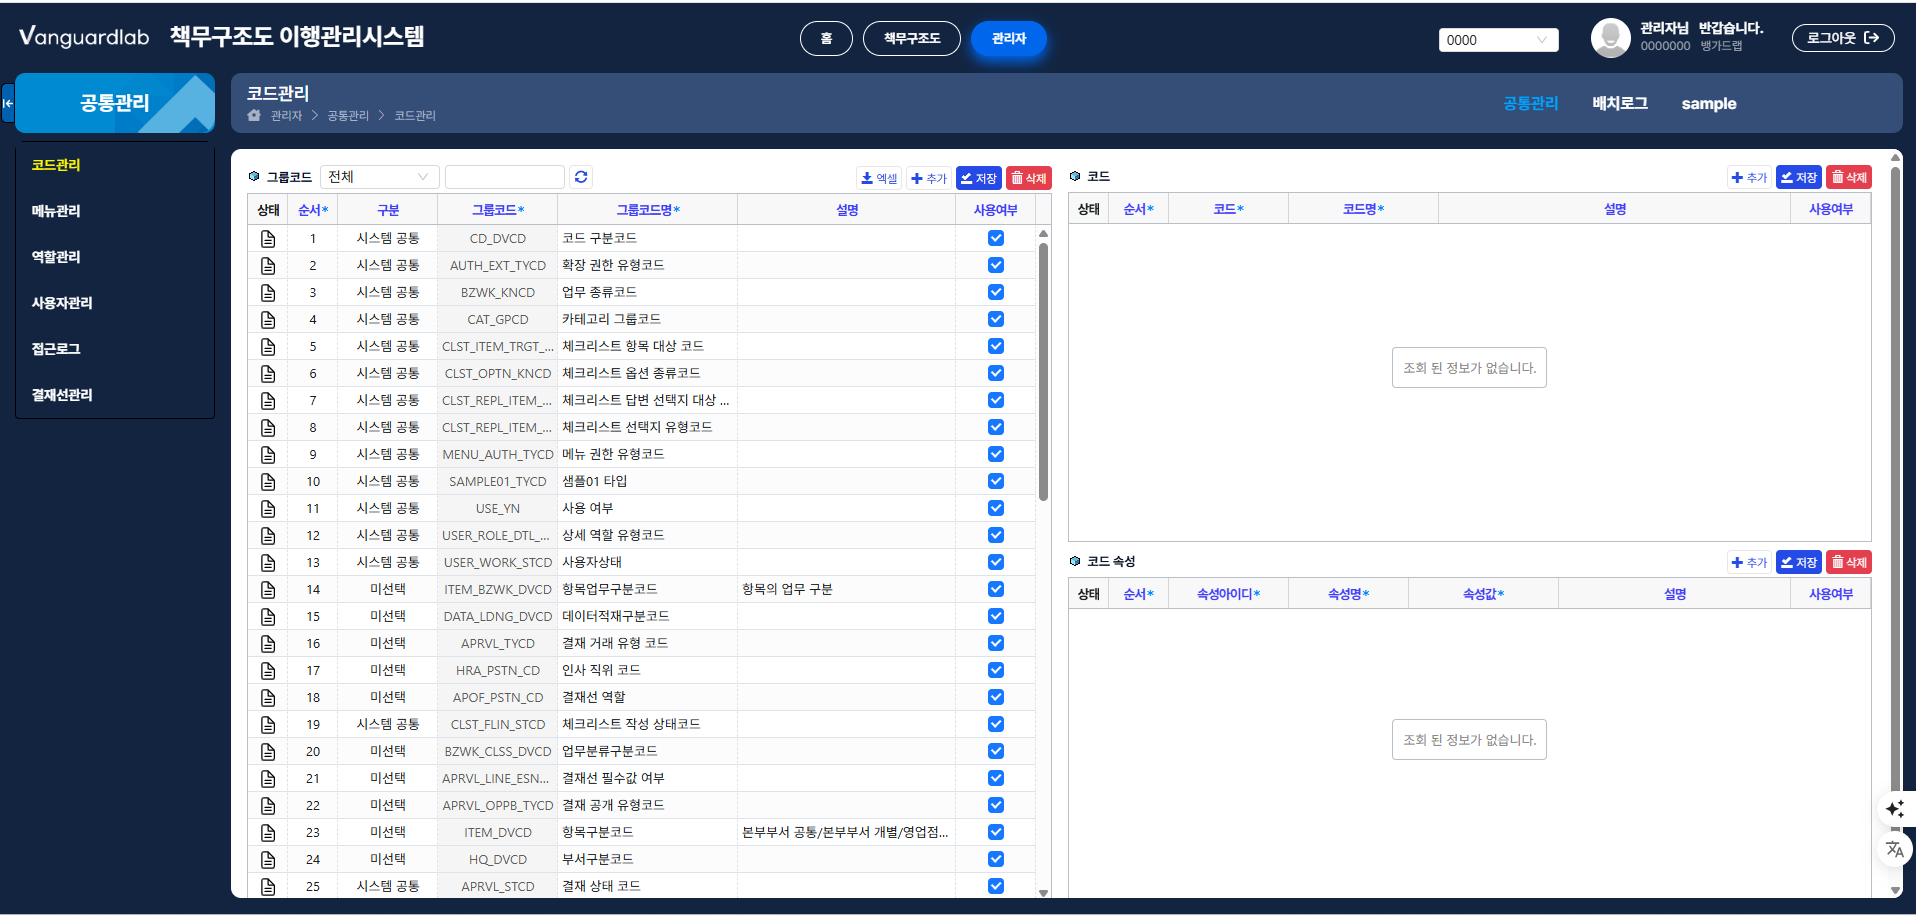 Vanguardlab 책무구조도 이행관리시스템
홈 책무구조도 관리자
0000
관리자님 반갑습니다.
0000000 뱅가드랩
로그아웃
공통관리
코드관리
메뉴관리
역할관리
사용자관리
접근로그
결재선관리
코드관리
관리자 > 공통관리 > 코드관리
공통관리 배치로그 sample
그룹코드 전체 엑셀 추가 저장 삭제
상태 순서* 구분 그룹코드* 그룹코드명* 설명 사용여부
1 시스템 공통 CD_DVCD 코드 구분코드
2 시스템 공통 AUTH_EXT_TYCD 확장 권한 유형코드
3 시스템 공통 BZWK_KNCD 업무 종류코드
4 시스템 공통 CAT_GPCD 카테고리 그룹코드
5 시스템 공통 CLST_ITEM_TRGT_... 체크리스트 항목 대상 코드
6 시스템 공통 CLST_OPTN_KNCD 체크리스트 옵션 종류코드
7 시스템 공통 CLST_REPL_ITEM_... 체크리스트 답변 선택지 대상 ...
8 시스템 공통 CLST_REPL_ITEM_... 체크리스트 선택지 유형코드
9 시스템 공통 MENU_AUTH_TYCD 메뉴 권한 유형코드
10 시스템 공통 SAMPLE01_TYCD 샘플01 타입
11 시스템 공통 USE_YN 사용 여부
12 시스템 공통 USER_ROLE_DTL_... 상세 역할 유형코드
13 시스템 공통 USER_WORK_STCD 사용자상태
14 미선택 ITEM_BZWK_DVCD 항목업무구분코드 항목의 업무 구분
15 미선택 DATA_LDNG_DVCD 데이터적재구분코드
16 미선택 APRVL_TYCD 결재 거래 유형 코드
17 미선택 HRA_PSTN_CD 인사 직위 코드
18 미선택 APOF_PSTN_CD 결재선 역할
19 시스템 공통 CLST_FLIN_STCD 체크리스트 작성 상태코드
20 미선택 BZWK_CLSS_DVCD 업무분류구분코드
21 미선택 APRVL_LINE_ESN... 결재선 필수값 여부
22 미선택 APRVL_OPPB_TYCD 결재 공개 유형코드
23 미선택 ITEM_DVCD 항목구분코드 본부부서 공통/본부부서 개별/영업점...
24 미선택 HQ_DVCD 부서구분코드
25 시스템 공통 APRVL_STCD 결재 상태 코드
코드 추가 저장 삭제
상태 순서* 코드* 코드명* 설명 사용여부
조회 된 정보가 없습니다.
코드 속성 추가 저장 삭제
상태 순서* 속성아이디* 속성명* 속성값* 설명 사용여부
조회 된 정보가 없습니다.